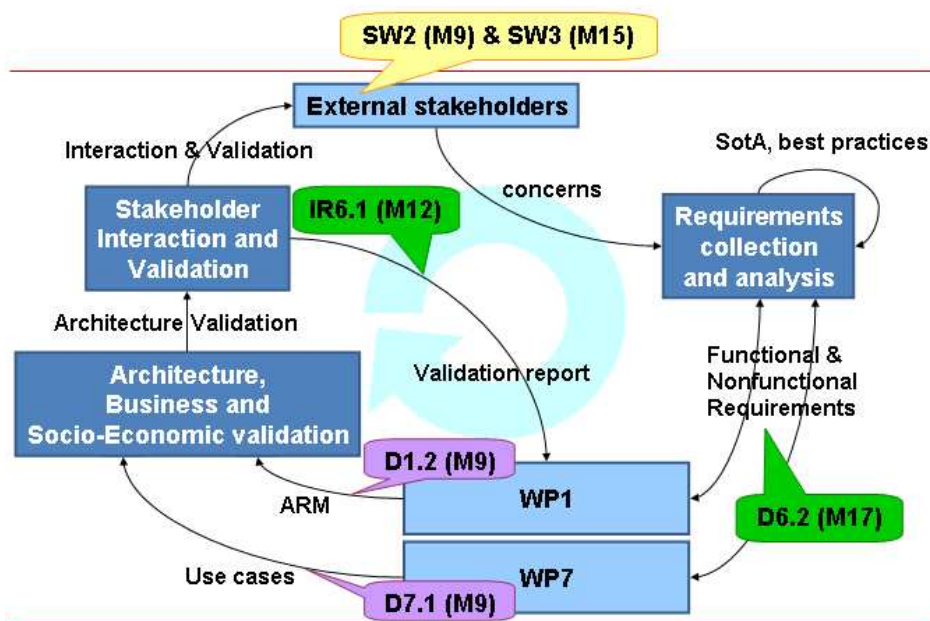 SW2 (M9) & SW3 (M15)
External stakeholders
Interaction & Validation
SotA, best practices
concerns
IR6.1 (M12)
Stakeholder
Interaction and
Validation
Requirements
collection
and analysis
Architecture Validation
Functional &
Nonfunctional
Requirements
Validation report
Architecture,
Business and
Socio-Economic validation
D1.2 (M9)
ARM
WP1
D6.2 (M17)
Use cases
WP7
D7.1 (M9)